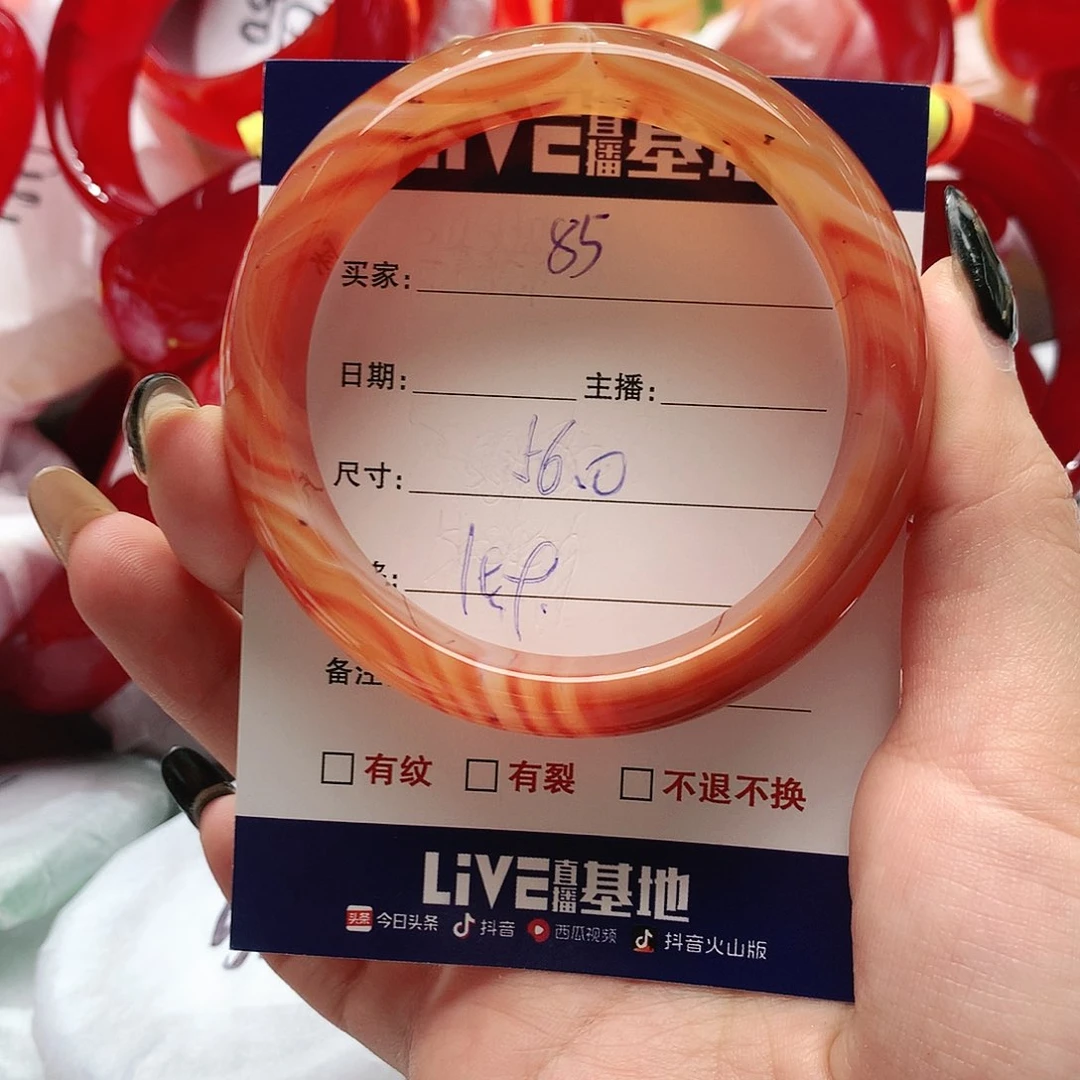 LiVE直播基地
85
买家:
日期: 主播:
尺寸: 56.0
备注
有纹 有裂 不退不换
LiVE直播基地
头条 今日头条 抖音 西瓜视频 抖音火山版